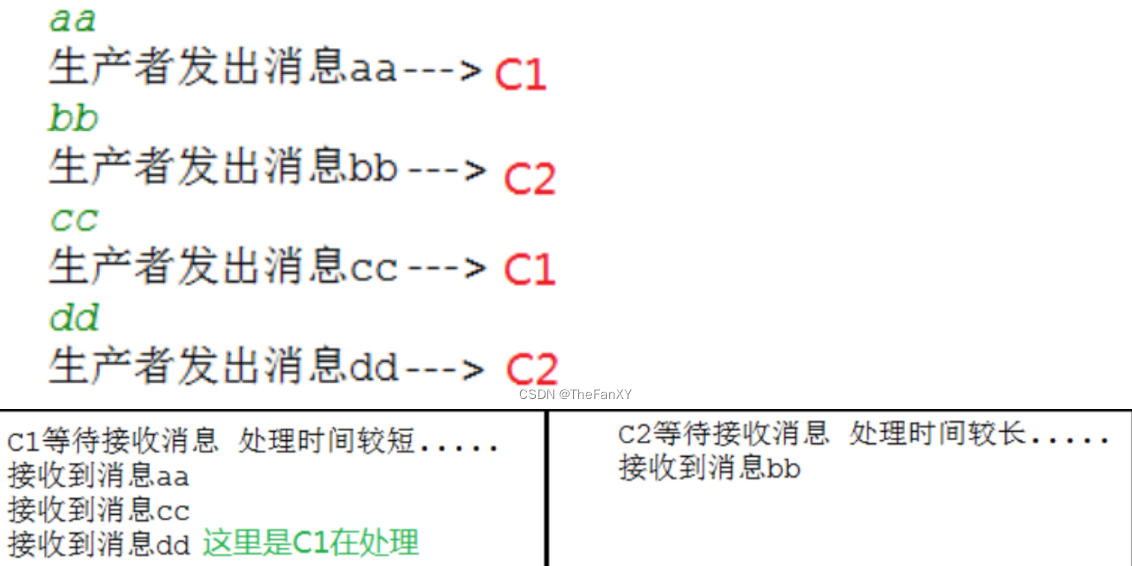 aa
生产者发出消息aa---> C1
bb
生产者发出消息bb---> C2
cc
生产者发出消息cc---> C1
dd
生产者发出消息dd---> C2
CSDN @TheFanXY
C1等待接收消息 处理时间较短.....
接收到消息aa
接收到消息cc
接收到消息dd 这里是C1在处理
C2等待接收消息 处理时间较长.....
接收到消息bb